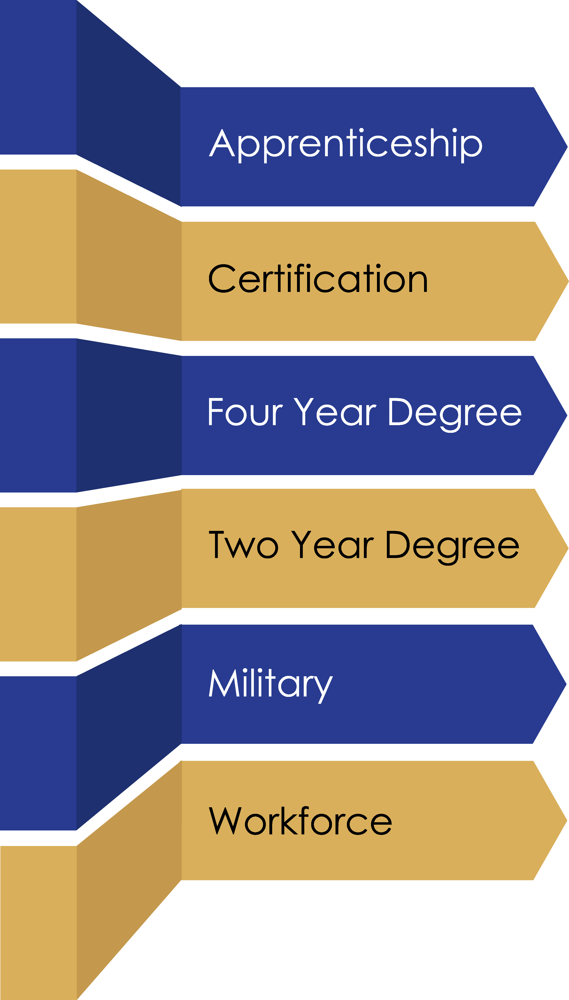 Apprenticeship
Certification
Four Year Degree
Two Year Degree
Military
Workforce